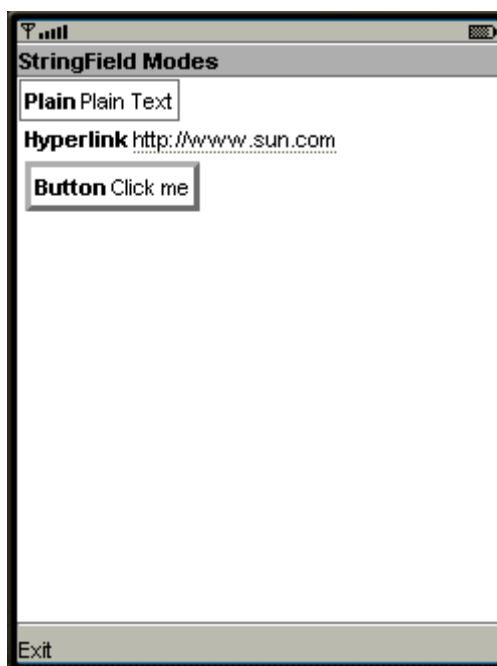 StringField Modes
Plain Plain Text
Hyperlink http://www.sun.com
Button Click me
Exit